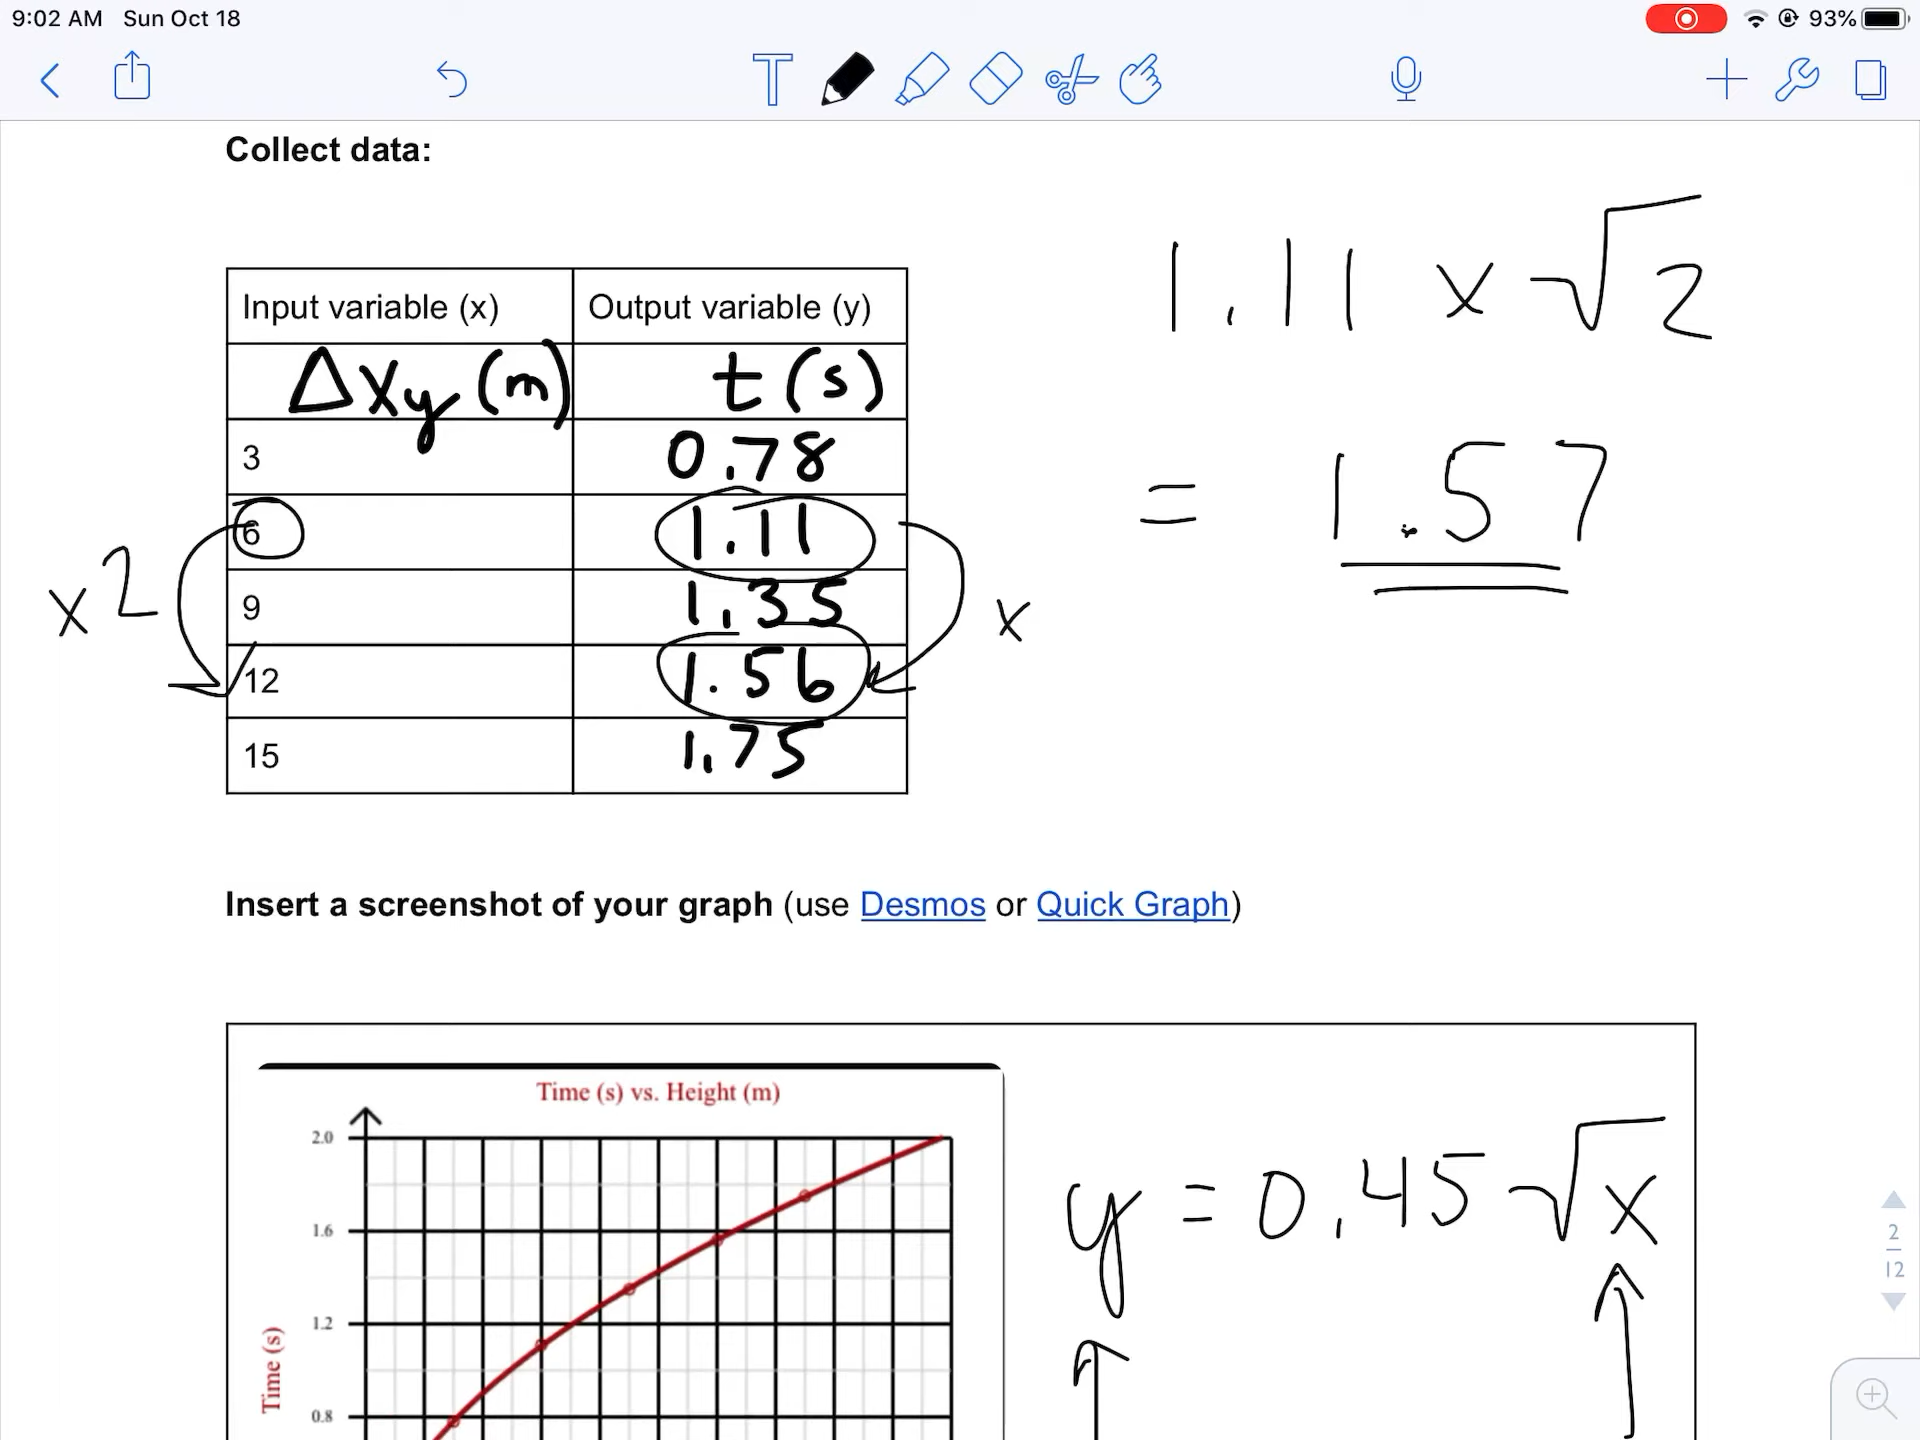 9:02 AM Sun Oct 18
93%
T
Collect data:
1.11 x √2
Input variable (x) Output variable (y)
Δxy (m) t (s)
3 0.78
= 1.57
6 1.11
x2
9 1.35
x
12 1.56
15 1.75
Insert a screenshot of your graph (use Desmos or Quick Graph)
Time (s) vs. Height (m)
2.0
y = 0.45 √x
1.6
2
12
1.2
Time (s)
0.8